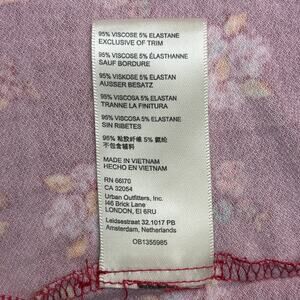 95% VISCOSE 5% ELASTANE
EXCLUSIVE OF TRIM
95% VISCOSE 5% ÉLASTHANNE
SAUF BORDURE
95% VISKOSE 5% ELASTAN
AUSSER BESATZ
95% VISCOSA 5% ELASTAN
TRANNE LA FINITURA
95% VISCOSA 5% ELASTANO
SIN RIBETES
95% 粘胶纤维 5% 氨纶
不包含辅料
MADE IN VIETNAM
HECHO EN VIETNAM
RN 66170
CA 32054
Urban Outfitters, Inc.
146 Brick Lane
LONDON, E1 6RU
Leidsestraat 32.1017 PB
Amsterdam, Netherlands
OB1355985